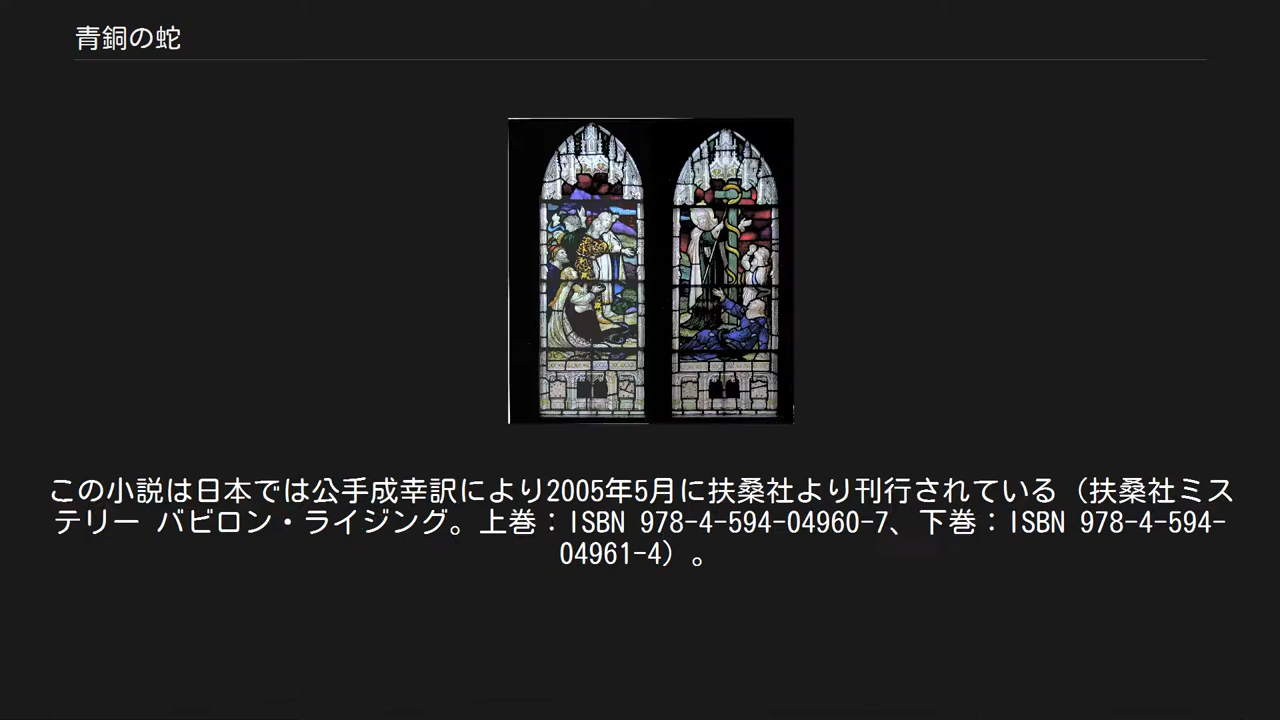 青銅の蛇
この小説は日本では公手成幸訳により2005年5月に扶桑社より刊行されている（扶桑社ミス
テリー バビロン・ライジング。上巻：ISBN 978-4-594-04960-7、下巻：ISBN 978-4-594-
04961-4）。